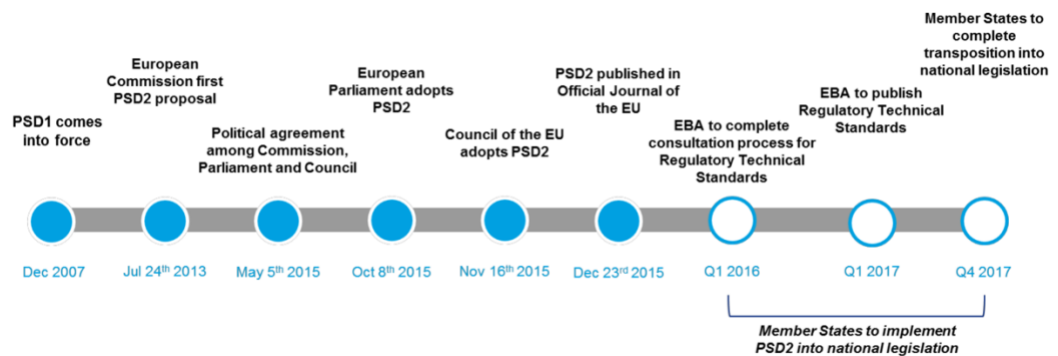 PSD1 comes
into force
European
Commission first
PSD2 proposal
Political agreement
among Commission,
Parliament and Council
European
Parliament adopts
PSD2
Council of the EU
adopts PSD2
PSD2 published in
Official Journal of
the EU
EBA to complete
consultation process for
Regulatory Technical
Standards
EBA to publish
Regulatory Technical
Standards
Member States to
complete
transposition into
national legislation
Dec 2007
Jul 24th 2013
May 5th 2015
Oct 8th 2015
Nov 16th 2015
Dec 23rd 2015
Q1 2016
Q1 2017
Q4 2017
Member States to implement
PSD2 into national legislation